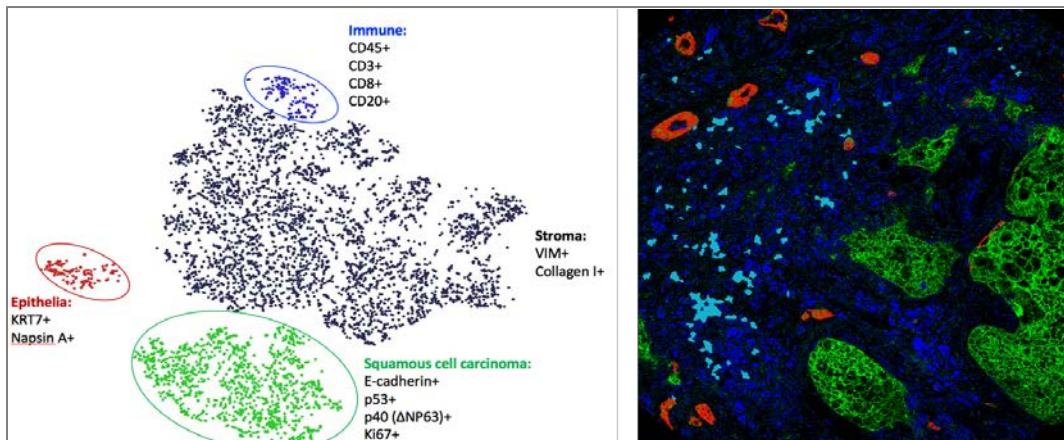 Immune:
CD45+
CD3+
CD8+
CD20+
Stroma:
VIM+
Collagen I+
Epithelia:
KRT7+
Napsin A+
Squamous cell carcinoma:
E-cadherin+
p53+
p40 (ΔNP63)+
Ki67+